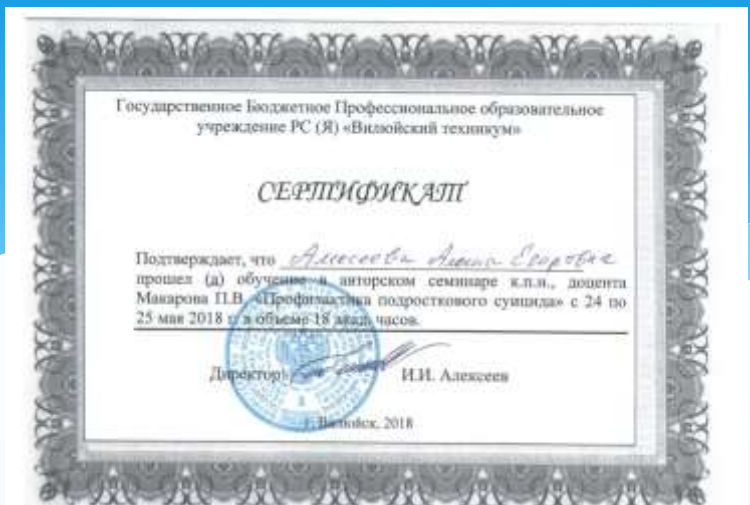 Государственное Бюджетное Профессиональное образовательное
учреждение РС (Я) «Вилюйский техникум»
СЕРТИФИКАТ
Подтверждает, что Егоровна
прошел (а) обучение в авторском семинаре к.п.н., доцента
Макарова П.В. «Профилактика подросткового суицида» с 24 по
25 мая 2018 г. в объеме 18 акад. часов.
Директор: И.И. Алексеев
г. Вилюйск, 2018